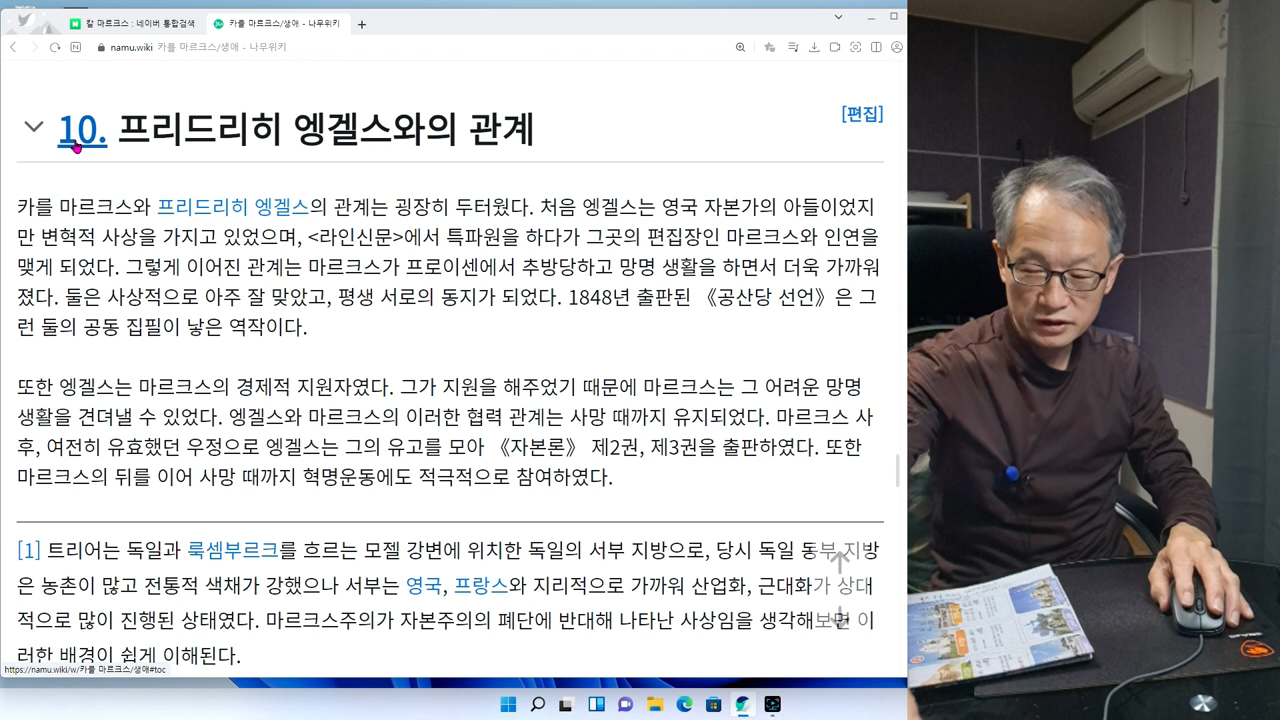 칼 마르크스 : 네이버 통합검색
카를 마르크스/생애 - 나무위키
namu.wiki 카를 마르크스/생애 - 나무위키
10. 프리드리히 엥겔스와의 관계
[편집]
카를 마르크스와 프리드리히 엥겔스의 관계는 굉장히 두터웠다. 처음 엥겔스는 영국 자본가의 아들이었지
만 변혁적 사상을 가지고 있었으며, <라인신문>에서 특파원을 하다가 그곳의 편집장인 마르크스와 인연을
맺게 되었다. 그렇게 이어진 관계는 마르크스가 프로이센에서 추방당하고 망명 생활을 하면서 더욱 가까워
졌다. 둘은 사상적으로 아주 잘 맞았고, 평생 서로의 동지가 되었다. 1848년 출판된 《공산당 선언》은 그
런 둘의 공동 집필이 낳은 역작이다.
또한 엥겔스는 마르크스의 경제적 지원자였다. 그가 지원을 해주었기 때문에 마르크스는 그 어려운 망명
생활을 견뎌낼 수 있었다. 엥겔스와 마르크스의 이러한 협력 관계는 사망 때까지 유지되었다. 마르크스 사
후, 여전히 유효했던 우정으로 엥겔스는 그의 유고를 모아 《자본론》 제2권, 제3권을 출판하였다. 또한
마르크스의 뒤를 이어 사망 때까지 혁명운동에도 적극적으로 참여하였다.
[1] 트리어는 독일과 룩셈부르크를 흐르는 모젤 강변에 위치한 독일의 서부 지방으로, 당시 독일 동부 지방
은 농촌이 많고 전통적 색채가 강했으나 서부는 영국, 프랑스와 지리적으로 가까워 산업화, 근대화가 상대
적으로 많이 진행된 상태였다. 마르크스주의가 자본주의의 폐단에 반대해 나타난 사상임을 생각해보면 이
러한 배경이 쉽게 이해된다.
https://namu.wiki/w/카를 마르크스/생애#toc